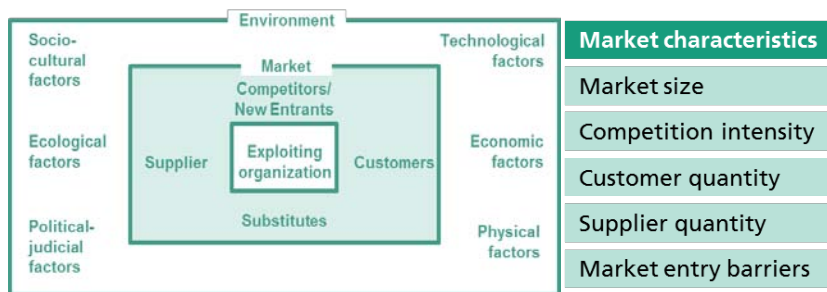 Environment
Socio-
cultural
factors
Technological
factors
Market
Competitors/
New Entrants
Ecological
factors
Supplier
Exploiting
organization
Customers
Economic
factors
Substitutes
Political-
judicial
factors
Physical
factors
Market characteristics
Market size
Competition intensity
Customer quantity
Supplier quantity
Market entry barriers